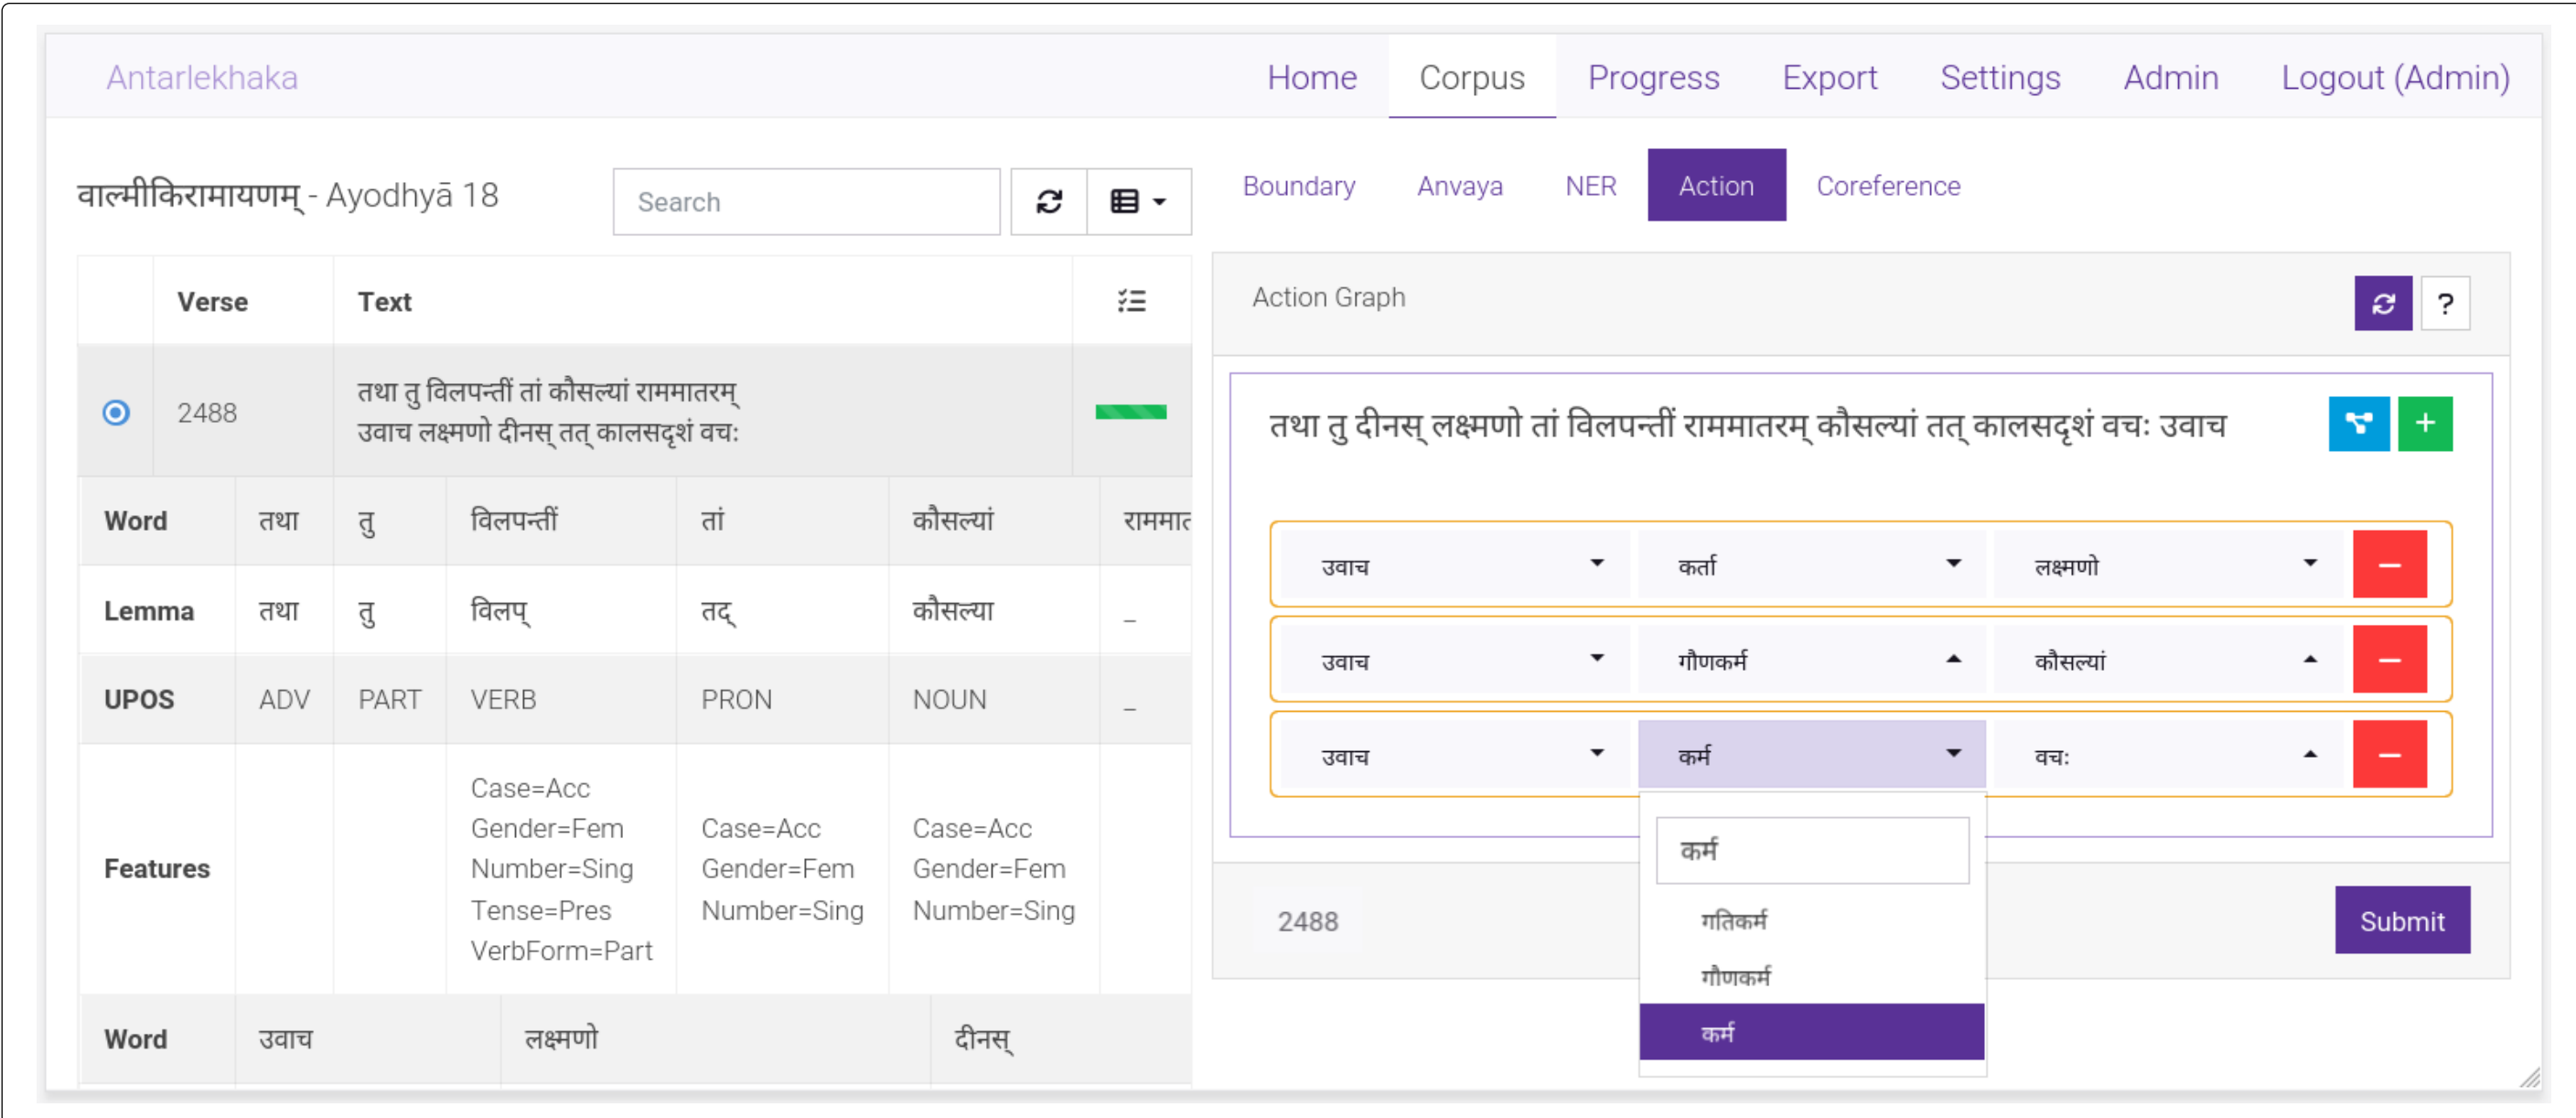 Antarlekhaka Home Corpus Progress Export Settings Admin Logout (Admin)
वाल्मीकिरामायणम् - Ayodhyā 18 Search
Verse Text
2488
तथा तु विलपन्तीं तां कौसल्यां राममातरम्
उवाच लक्ष्मणो दीनस् तत् कालसदृशं वचः
Word तथा तु विलपन्तीं तां कौसल्यां
Lemma तथा तु विलप् तद् कौसल्या _
UPOS ADV PART VERB PRON NOUN _
Features
Case=Acc
Gender=Fem
Number=Sing
Tense=Pres
VerbForm=Part
Case=Acc
Gender=Fem
Number=Sing
Case=Acc
Gender=Fem
Number=Sing
Word उवाच लक्ष्मणो दीनस्
Boundary Anvaya NER Action Coreference
Action Graph ?
तथा तु दीनस् लक्ष्मणो तां विलपन्तीं राममातरम् कौसल्यां तत् कालसदृशं वचः उवाच
उवाच कर्ता लक्ष्मणो
उवाच गौणकर्म कौसल्यां
उवाच कर्म वचः
कर्म
गतिकर्म
गौणकर्म
कर्म
2488 Submit